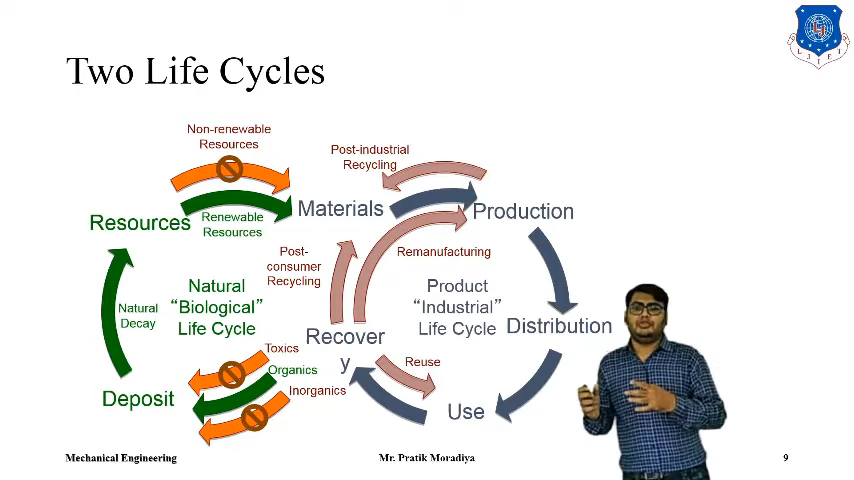 Two Life Cycles
Non-renewable
Resources
Post-industrial
Recycling
Resources
Renewable
Resources
Materials
Production
Post-
consumer
Recycling
Remanufacturing
Natural
Decay
Natural
“Biological”
Life Cycle
Product
“Industrial”
Life Cycle
Distribution
Recover
y
Toxics
Organics
Inorganics
Reuse
Deposit
Use
Mechanical Engineering
Mr. Pratik Moradiya
9